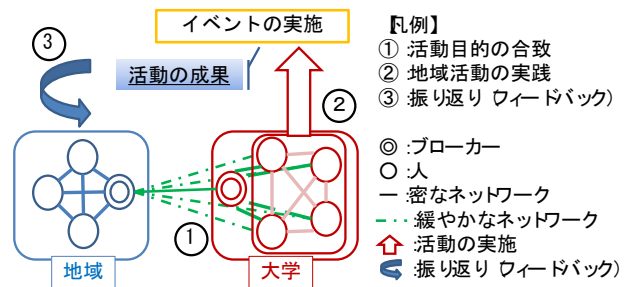 イベントの実施
③
活動の成果
②
①
地域
大学
【凡例】
① :活動目的の合致
② :地域活動の実践
③ :振り返り（フィードバック）
◎ :ブローカー
○ :人
― :密なネットワーク
:緩やかなネットワーク
:活動の実施
:振り返り（フィードバック）